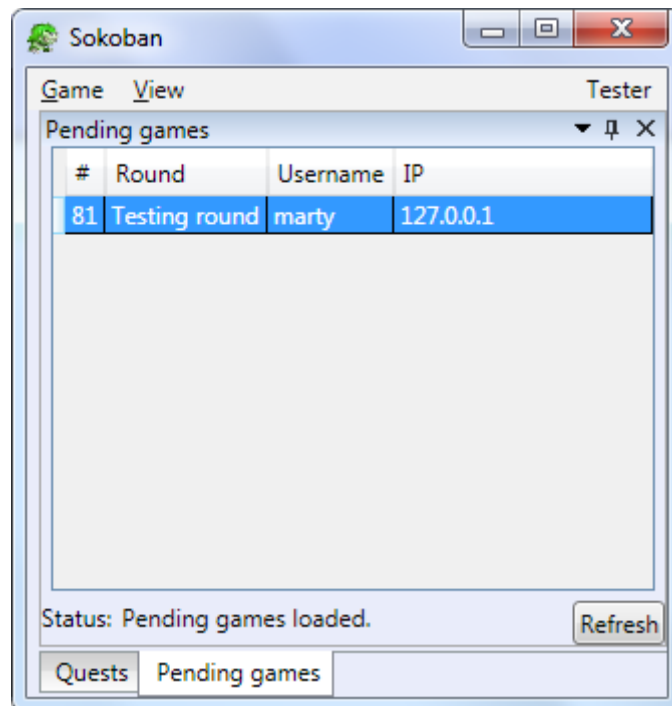 Sokoban
Game View Tester
Pending games
# Round Username IP
81 Testing round marty 127.0.0.1
Status: Pending games loaded. Refresh
Quests Pending games